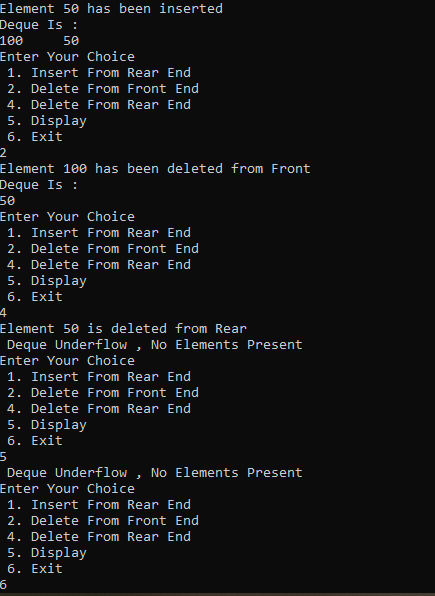 Element 50 has been inserted
Deque Is :
100     50
Enter Your Choice
 1. Insert From Rear End
 2. Delete From Front End
 4. Delete From Rear End
 5. Display
 6. Exit
2
Element 100 has been deleted from Front
Deque Is :
50
Enter Your Choice
 1. Insert From Rear End
 2. Delete From Front End
 4. Delete From Rear End
 5. Display
 6. Exit
4
Element 50 is deleted from Rear
 Deque Underflow , No Elements Present
Enter Your Choice
 1. Insert From Rear End
 2. Delete From Front End
 4. Delete From Rear End
 5. Display
 6. Exit
5
 Deque Underflow , No Elements Present
Enter Your Choice
 1. Insert From Rear End
 2. Delete From Front End
 4. Delete From Rear End
 5. Display
 6. Exit
6